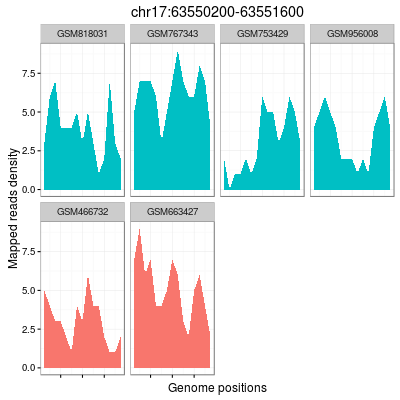 chr17:63550200-63551600
GSM818031 GSM767343 GSM753429 GSM956008
7.5
5.0
2.5
0.0
GSM466732 GSM663427
7.5
5.0
2.5
0.0
Mapped reads density
Genome positions